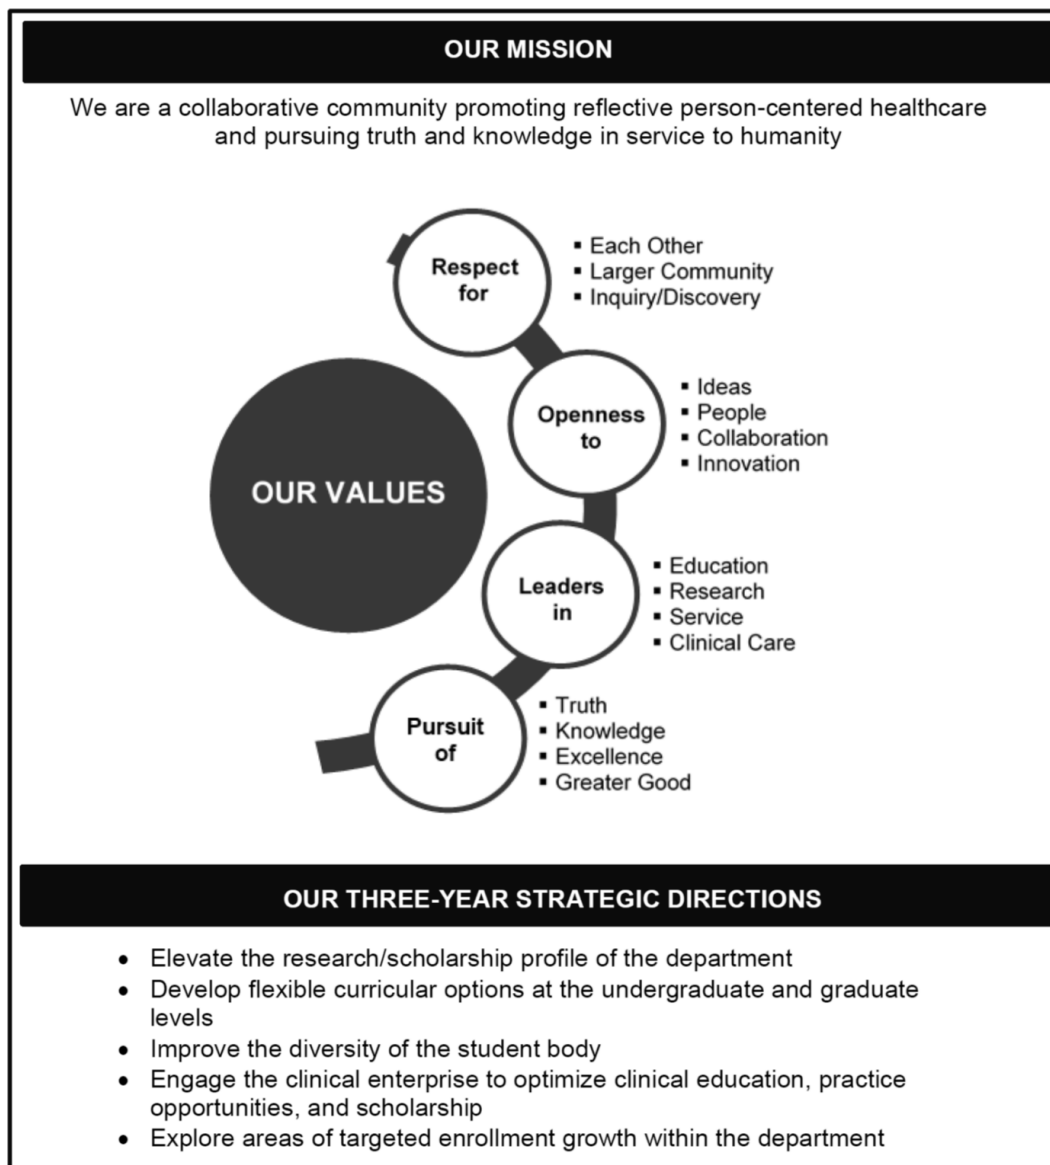 OUR MISSION
We are a collaborative community promoting reflective person-centered healthcare
and pursuing truth and knowledge in service to humanity
Respect
for
▪ Each Other
▪ Larger Community
▪ Inquiry/Discovery
Openness
to
▪ Ideas
▪ People
▪ Collaboration
▪ Innovation
OUR VALUES
Leaders
in
▪ Education
▪ Research
▪ Service
▪ Clinical Care
Pursuit
of
▪ Truth
▪ Knowledge
▪ Excellence
▪ Greater Good
OUR THREE-YEAR STRATEGIC DIRECTIONS
• Elevate the research/scholarship profile of the department
• Develop flexible curricular options at the undergraduate and graduate
levels
• Improve the diversity of the student body
• Engage the clinical enterprise to optimize clinical education, practice
opportunities, and scholarship
• Explore areas of targeted enrollment growth within the department